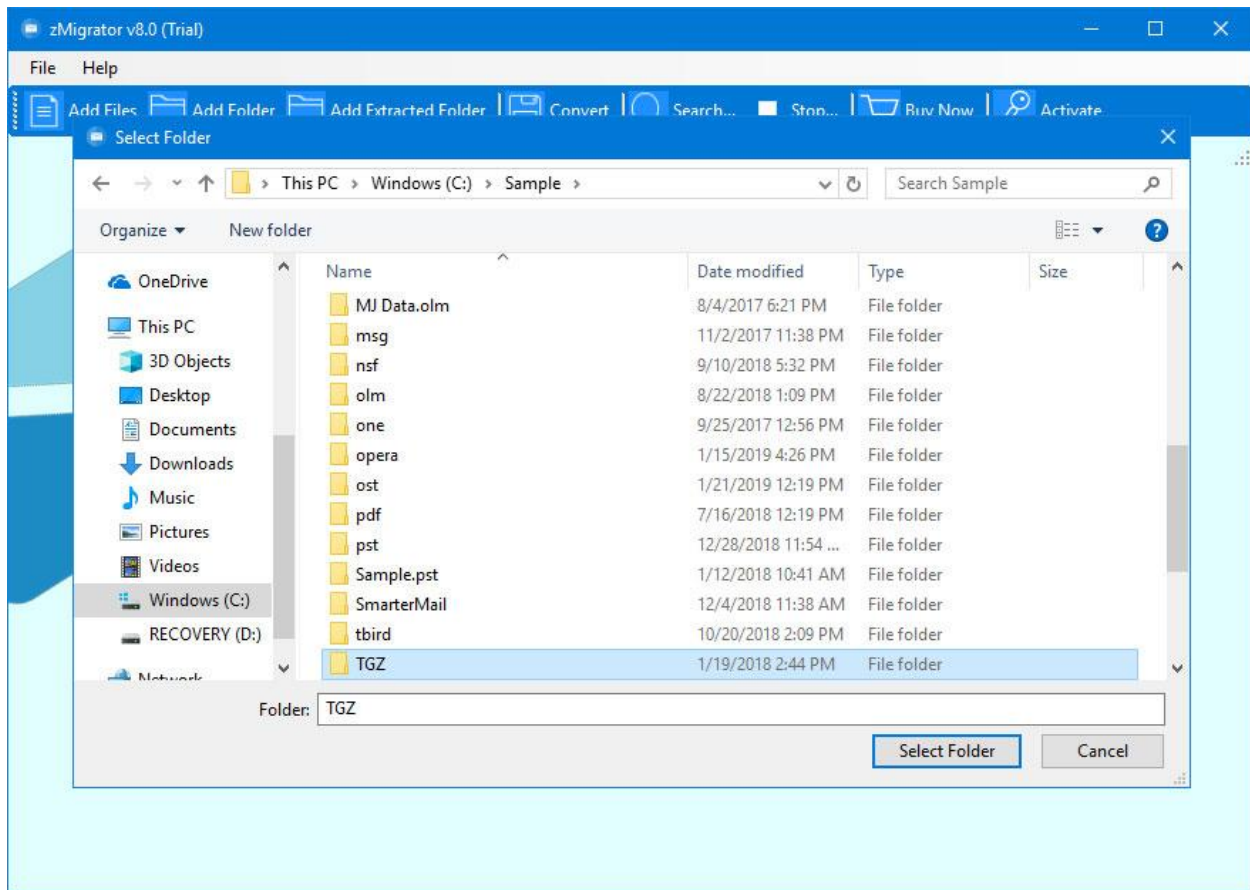 zMigrator v8.0 (Trial)
File Help
Add Files Add Folder Add Extracted Folder Convert Search... Stop... Buy Now Activate
Select Folder
This PC > Windows (C:) > Sample > Search Sample
Organize New folder
Name Date modified Type Size
OneDrive
This PC
3D Objects
Desktop
Documents
Downloads
Music
Pictures
Videos
Windows (C:)
RECOVERY (D:)
Network
MJ Data.olm 8/4/2017 6:21 PM File folder
msg 11/2/2017 11:38 PM File folder
nsf 9/10/2018 5:32 PM File folder
olm 8/22/2018 1:09 PM File folder
one 9/25/2017 12:56 PM File folder
opera 1/15/2019 4:26 PM File folder
ost 1/21/2019 12:19 PM File folder
pdf 7/16/2018 12:19 PM File folder
pst 12/28/2018 11:54 ... File folder
Sample.pst 1/12/2018 10:41 AM File folder
SmarterMail 12/4/2018 11:38 AM File folder
tbird 10/20/2018 2:09 PM File folder
TGZ 1/19/2018 2:44 PM File folder
Folder: TGZ
Select Folder Cancel